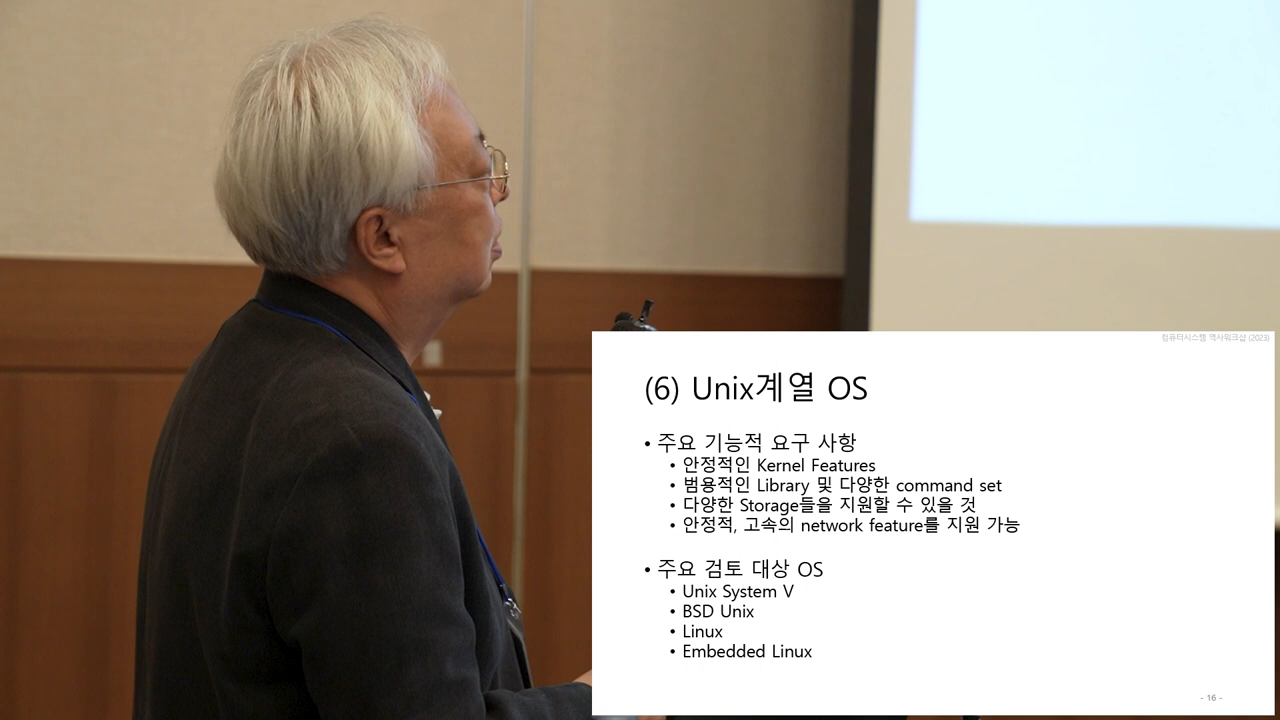 컴퓨터시스템 역사워크샵 (2023)
(6) Unix계열 OS
• 주요 기능적 요구 사항
• 안정적인 Kernel Features
• 범용적인 Library 및 다양한 command set
• 다양한 Storage들을 지원할 수 있을 것
• 안정적, 고속의 network feature를 지원 가능
• 주요 검토 대상 OS
• Unix System V
• BSD Unix
• Linux
• Embedded Linux
- 16 -